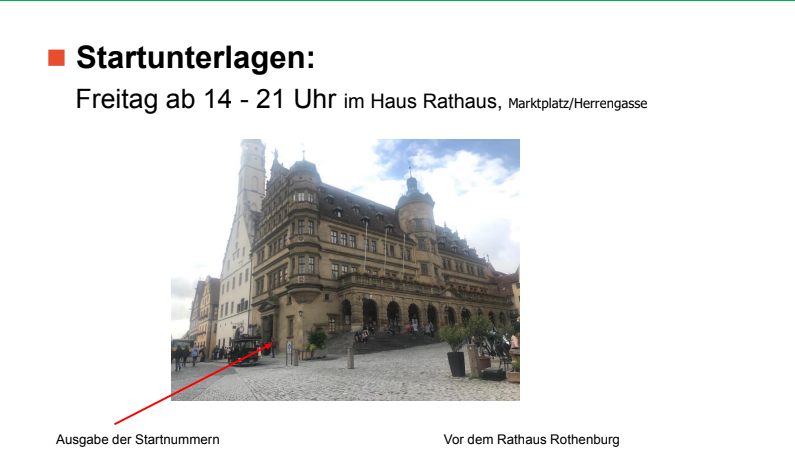 Startunterlagen:
Freitag ab 14 - 21 Uhr im Haus Rathaus, Marktplatz/Herrengasse
Ausgabe der Startnummern
Vor dem Rathaus Rothenburg